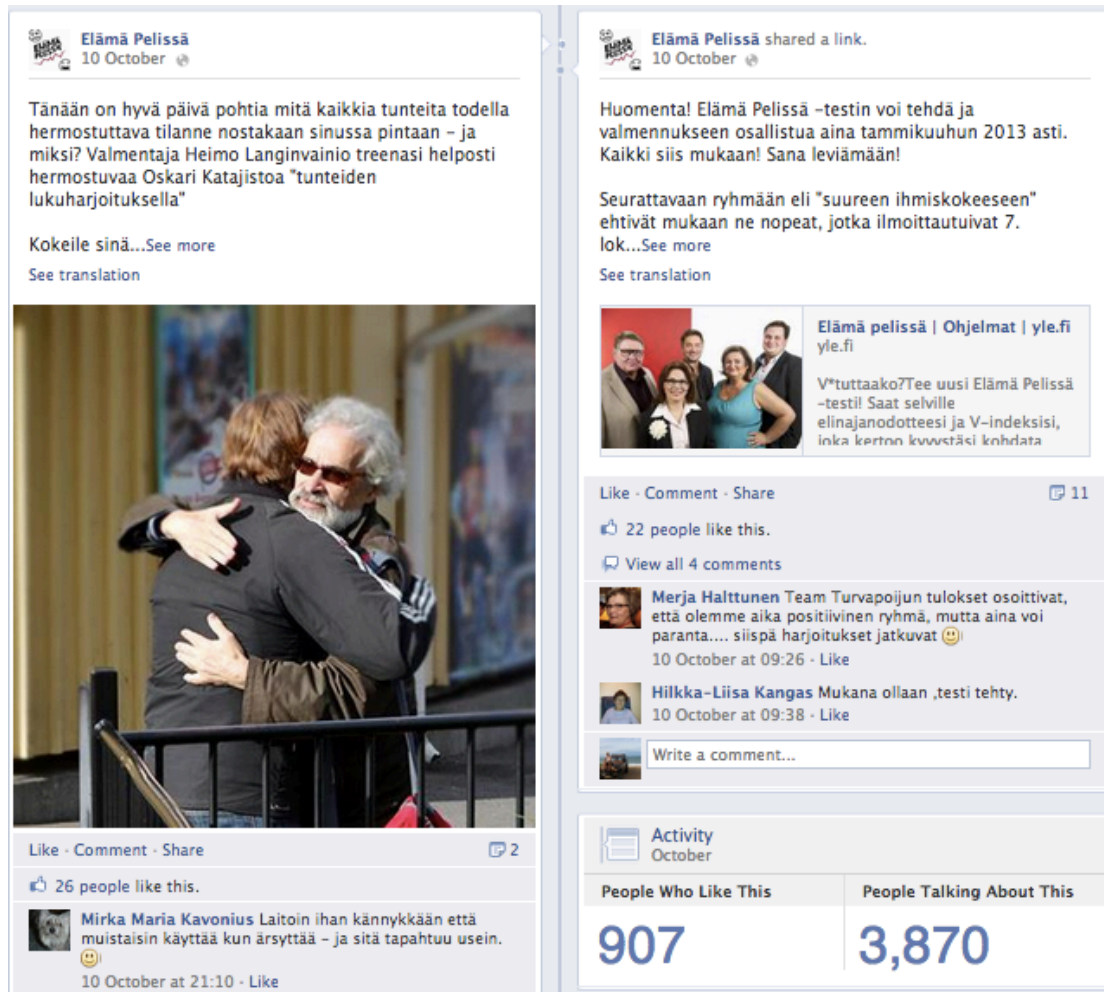 Elämä Pelissä
10 October
Tänään on hyvä päivä pohtia mitä kaikkia tunteita todella
hermostuttava tilanne nostakaan sinussa pintaan – ja
miksi? Valmentaja Heimo Langinvainio treenasi helposti
hermostuvaa Oskari Katajistoa "tunteiden
lukuharjoituksella"
Kokeile sinä...See more
See translation
Like · Comment · Share
2
26 people like this.
Mirka Maria Kavonius Laitoin ihan kännykkään että
muistaisin käyttää kun ärsyttää – ja sitä tapahtuu usein.
10 October at 21:10 · Like
Elämä Pelissä shared a link.
10 October
Huomenta! Elämä Pelissä –testin voi tehdä ja
valmennukseen osallistua aina tammikuuhun 2013 asti.
Kaikki siis mukaan! Sana leviämään!
Seurattavaan ryhmään eli "suureen ihmiskokeeseen"
ehtivät mukaan ne nopeat, jotka ilmoittautuivat 7.
lok...See more
See translation
Elämä pelissä | Ohjelmat | yle.fi
yle.fi
V*tuttaako?Tee uusi Elämä Pelissä
–testi! Saat selville
elinajanodotteesi ja V–indeksisi,
joka kertoo kyvystäsi kohdata
Like · Comment · Share
11
22 people like this.
View all 4 comments
Merja Halttunen Team Turvapoijun tulokset osoittivat,
että olemme aika positiivinen ryhmä, mutta aina voi
paranta.... siispä harjoitukset jatkuvat
10 October at 09:26 · Like
Hilkka–Liisa Kangas Mukana ollaan ,testi tehty.
10 October at 09:38 · Like
Write a comment...
Activity
October
People Who Like This
907
People Talking About This
3,870